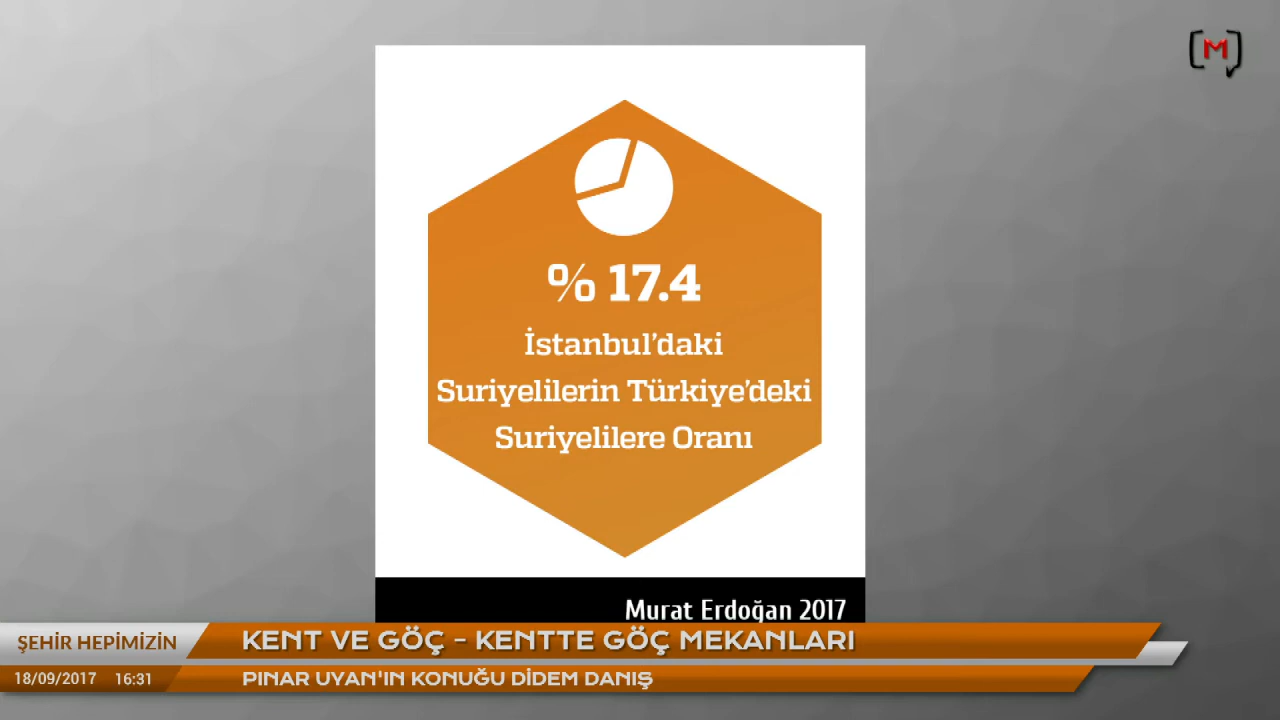 [M]
% 17.4
İstanbul'daki
Suriyelilerin Türkiye'deki
Suriyelilere Oranı
Murat Erdoğan 2017
ŞEHİR HEPİMİZİN
KENT VE GÖÇ - KENTTE GÖÇ MEKANLARI
18/09/2017 16:31
PINAR UYAN'IN KONUĞU DİDEM DANIŞ